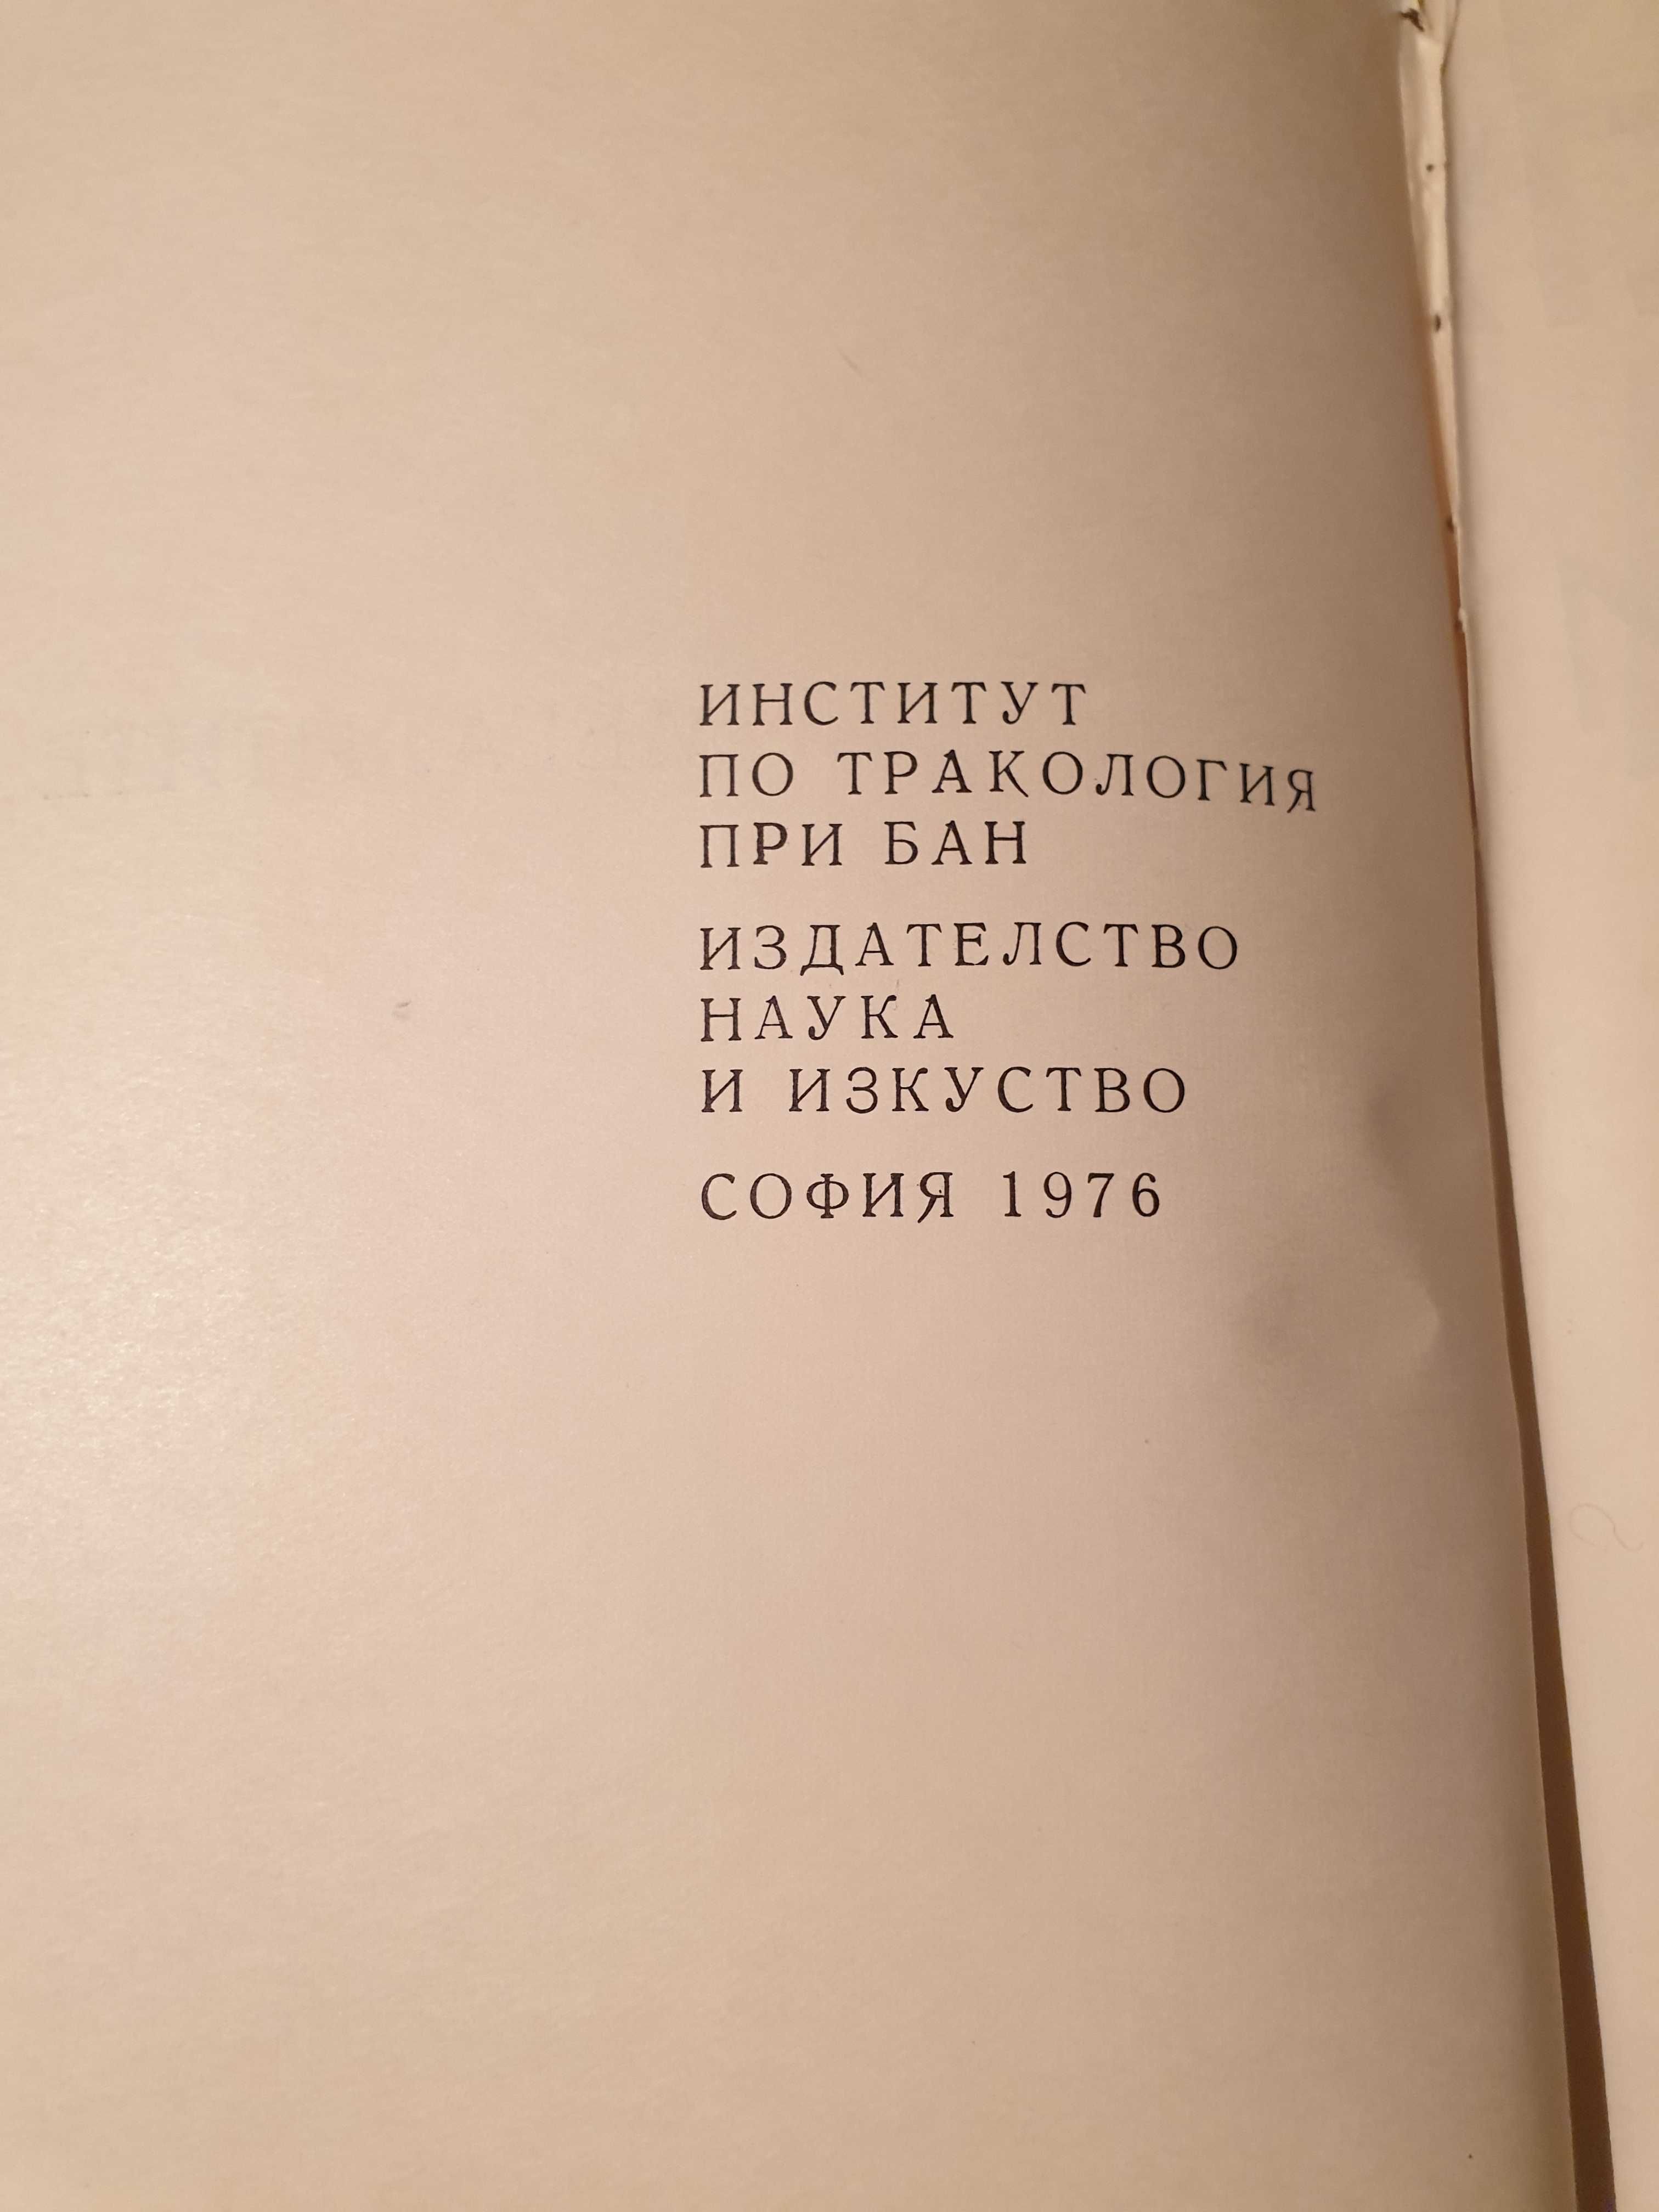 ИНСТИТУТ
ПО ТРАКОЛОГИЯ
ПРИ БАН
ИЗДАТЕЛСТВО
НАУКА
И ИЗКУСТВО
СОФИЯ 1976